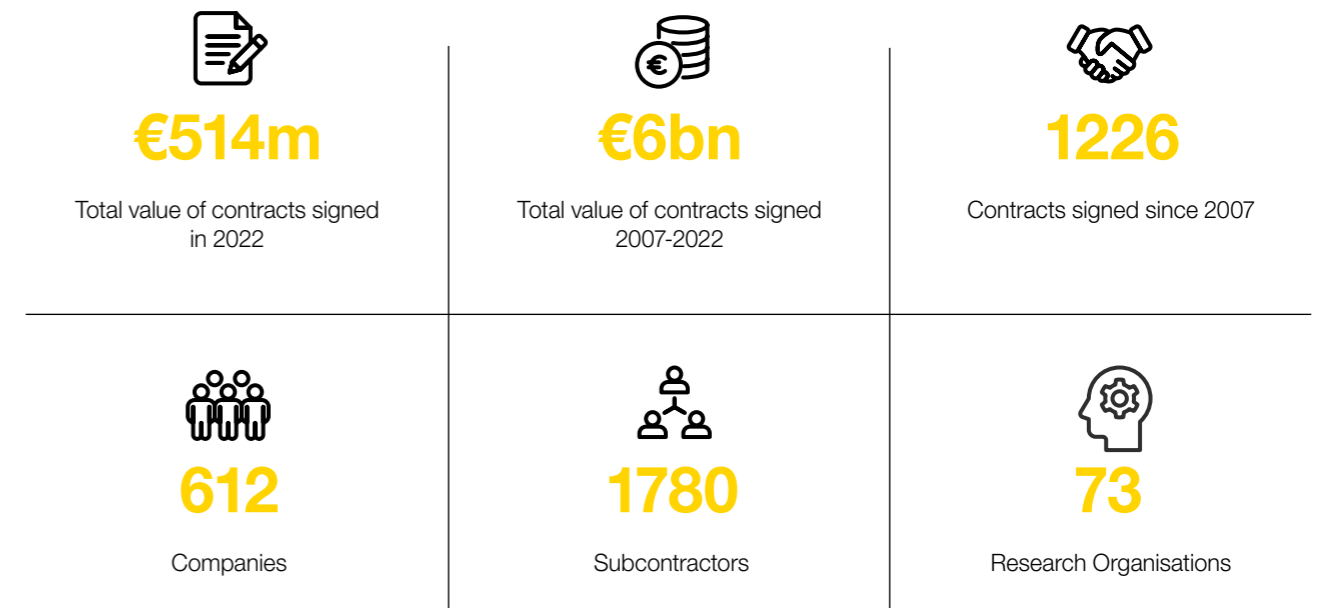 €514m
Total value of contracts signed
in 2022
€6bn
Total value of contracts signed
2007-2022
1226
Contracts signed since 2007
612
Companies
1780
Subcontractors
73
Research Organisations